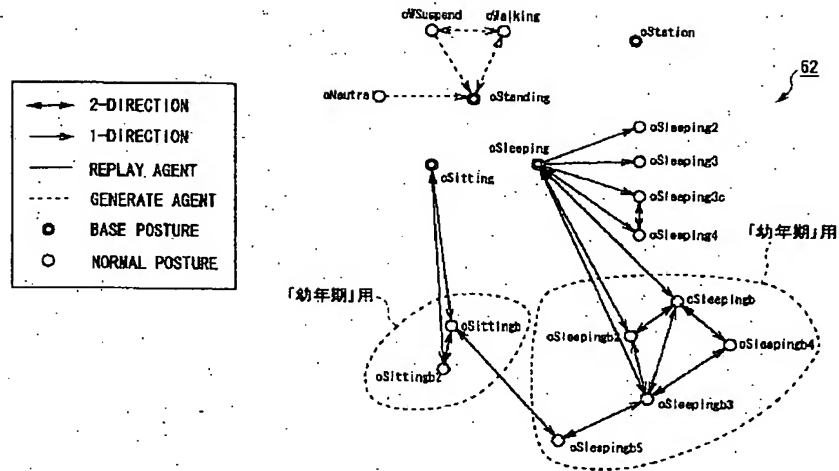 oWSuspend
oWalking
oStation
62
oNeutral
oStanding
2-DIRECTION
1-DIRECTION
REPLAY AGENT
GENERATE AGENT
BASE POSTURE
NORMAL POSTURE
oSitting
oSleeping
oSleeping2
oSleeping3
oSleeping3c
oSleeping4
「幼年期」用
「幼年期」用
oSittingb
oSittingb2
oSleepingb
oSleepingb2
oSleepingb4
oSleepingb3
oSleepingb5